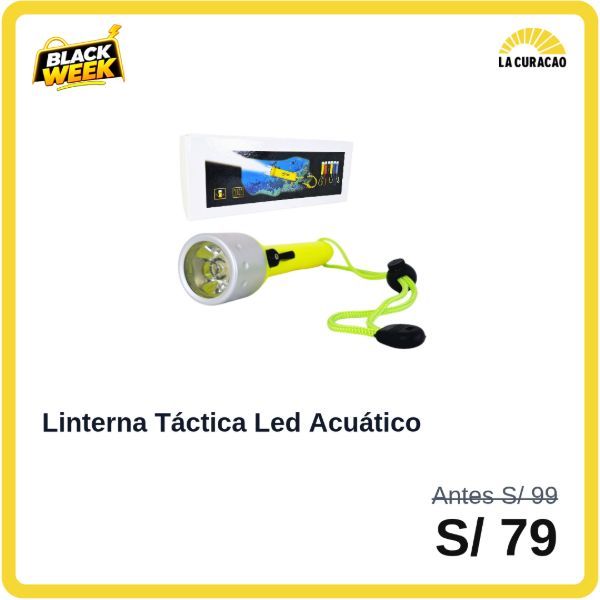 BLACK
WEEK
LA CURACAO
Linterna Táctica Led Acuático
Antes S/ 99
S/ 79